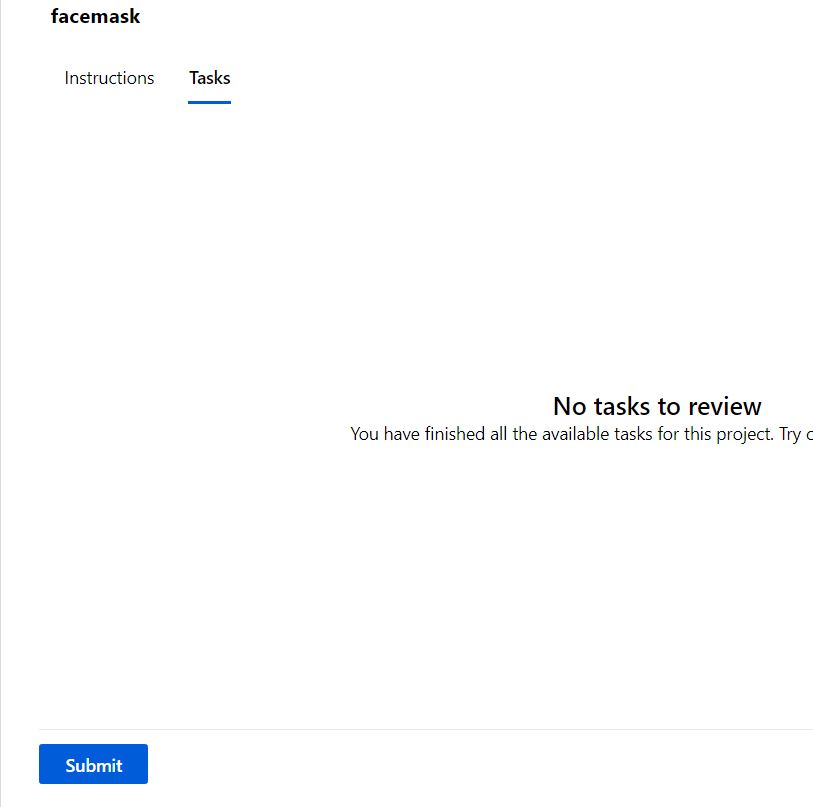 facemask
Instructions Tasks
No tasks to review
You have finished all the available tasks for this project. Try
Submit